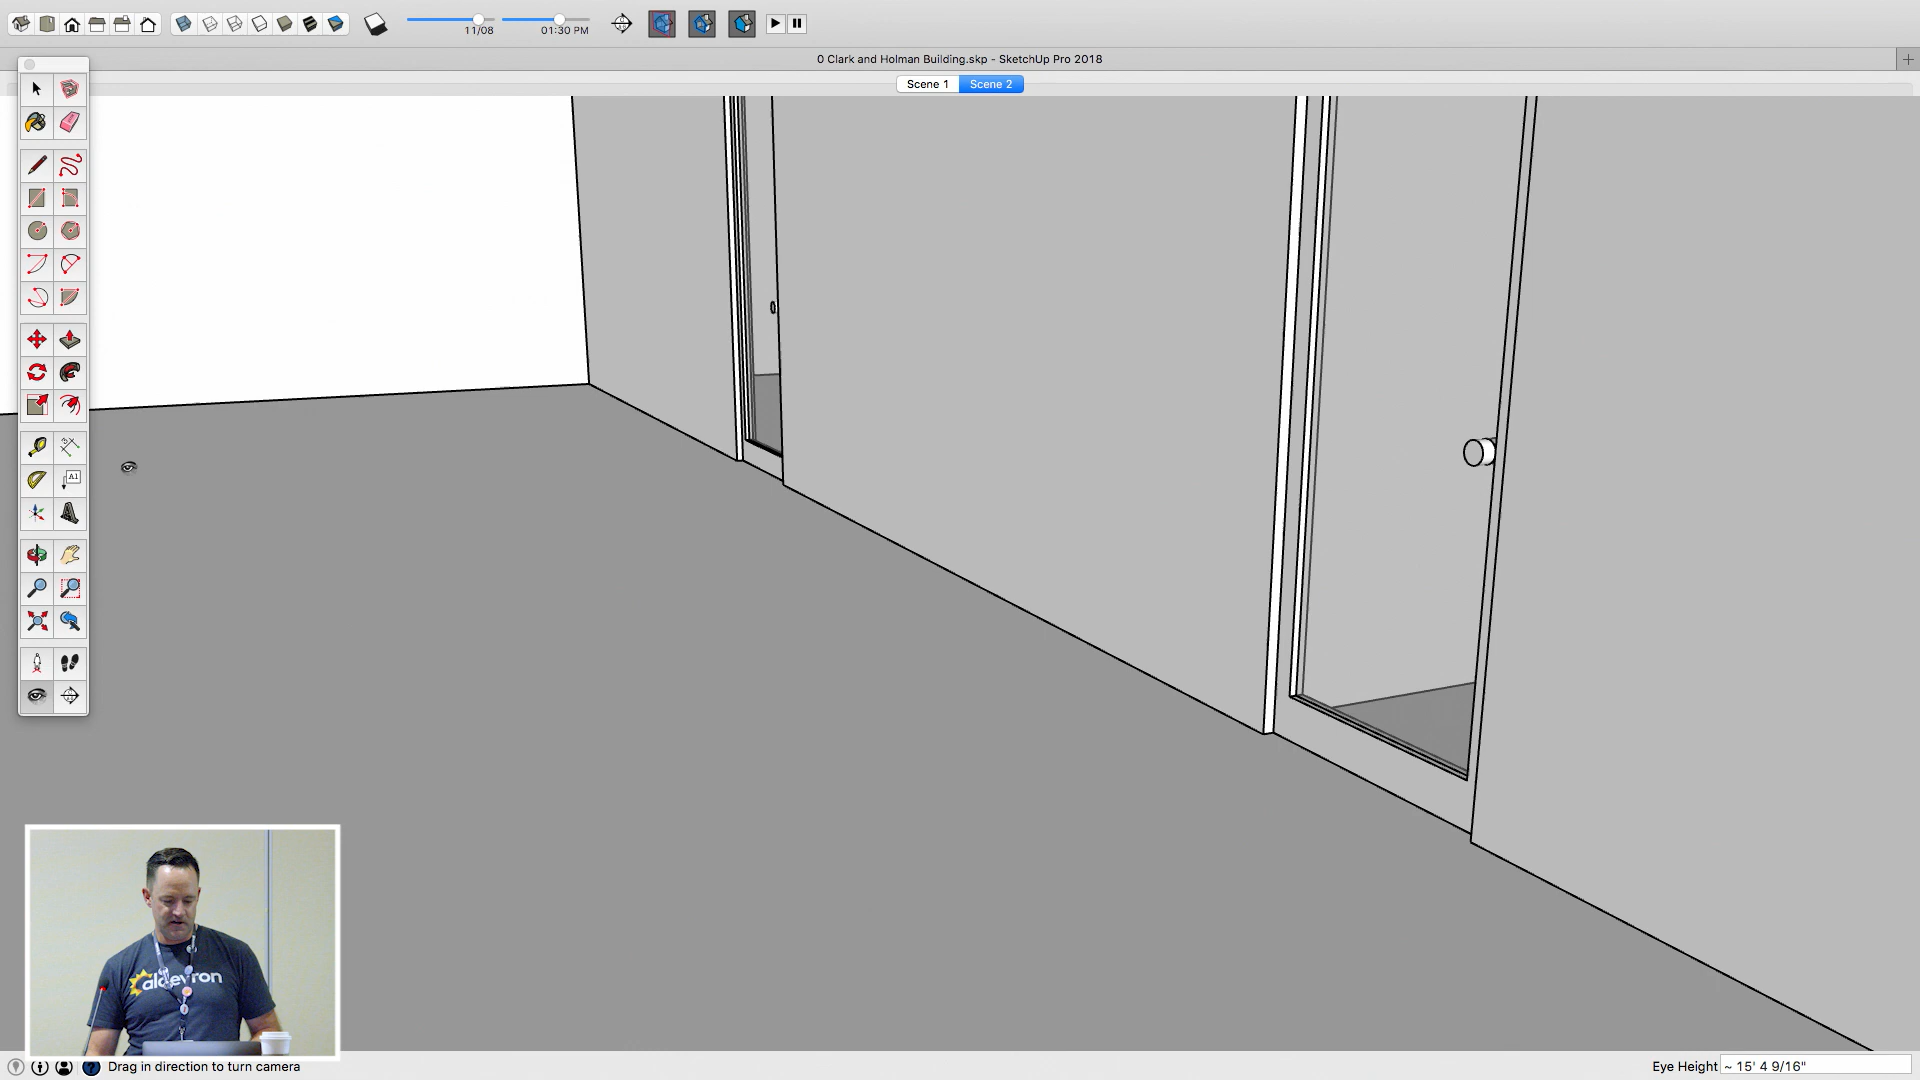 11/08
01:30 PM
0 Clark and Holman Building.skp - SketchUp Pro 2018
Scene 1
Scene 2
A1
aldevron
Drag in direction to turn camera
Eye Height
~ 15' 4 9/16"